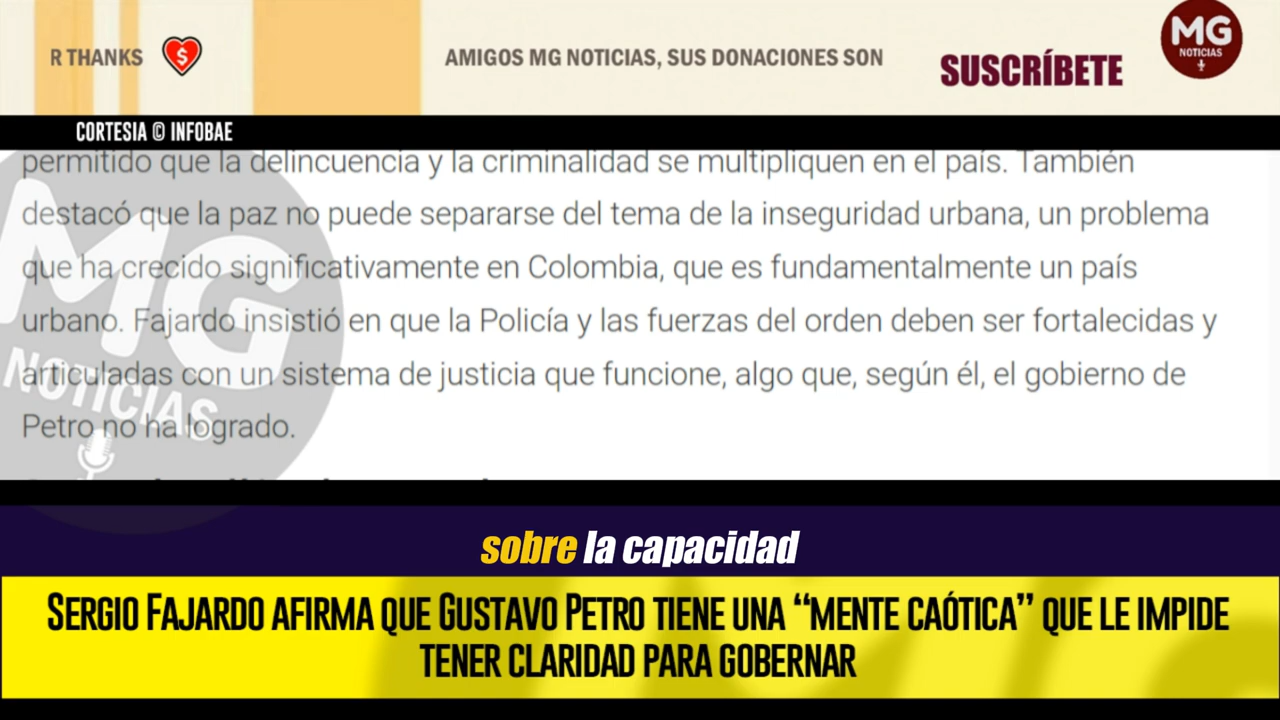 R THANKS
AMIGOS MG NOTICIAS, SUS DONACIONES SON
SUSCRÍBETE
MG
NOTICIAS
CORTESIA © INFOBAE
permitido que la delincuencia y la criminalidad se multipliquen en el país. También
destacó que la paz no puede separarse del tema de la inseguridad urbana, un problema
que ha crecido significativamente en Colombia, que es fundamentalmente un país
urbano. Fajardo insistió en que la Policía y las fuerzas del orden deben ser fortalecidas y
articuladas con un sistema de justicia que funcione, algo que, según él, el gobierno de
Petro no ha logrado.
MG
NOTICIAS
sobre la capacidad
SERGIO FAJARDO AFIRMA QUE GUSTAVO PETRO TIENE UNA “MENTE CAÓTICA” QUE LE IMPIDE
TENER CLARIDAD PARA GOBERNAR